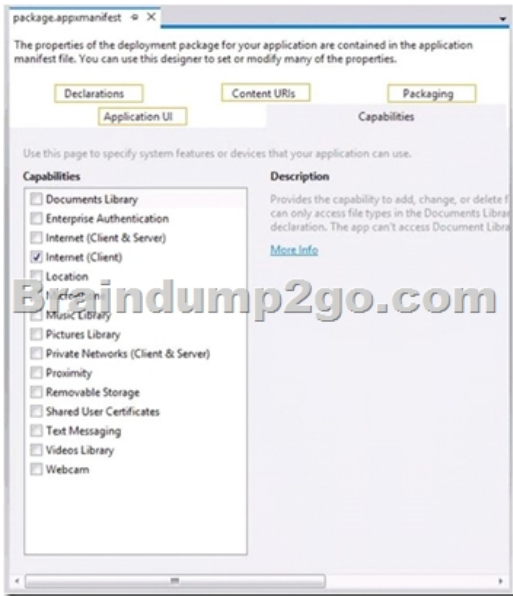 package.appxmanifest
The properties of the deployment package for your application are contained in the application
manifest file. You can use this designer to set or modify many of the properties.
Declarations Content URIs Packaging
Application UI Capabilities
Use this page to specify system features or devices that your application can use.
Capabilities
Documents Library
Enterprise Authentication
Internet (Client & Server)
Internet (Client)
Location
Music Library
Pictures Library
Private Networks (Client & Server)
Proximity
Removable Storage
Shared User Certificates
Text Messaging
Videos Library
Webcam
Description
Provides the capability to add, change, or delete f
can only access file types in the Documents Librar
declaration. The app can't access Document Libra
More Info
Braindump2go.com